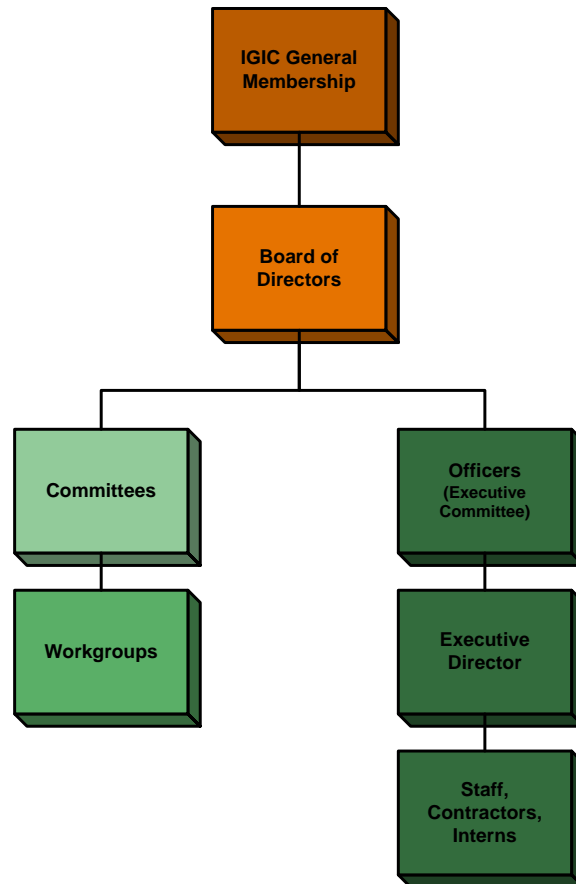 IGIC General
Membership
Board of
Directors
Committees
Officers
(Executive
Committee)
Workgroups
Executive
Director
Staff,
Contractors,
Interns